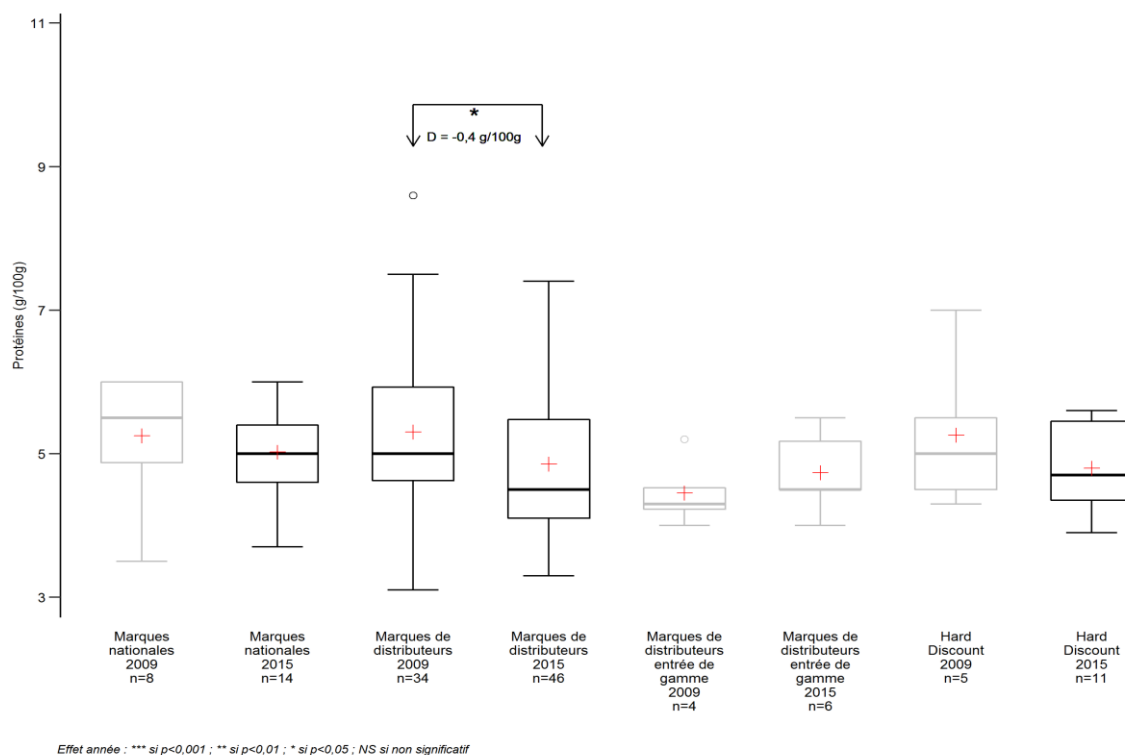 11
9
7
5
3
Protéines (g/100g)
*
D = -0,4 g/100g
Marques
nationales
2009
n=8
Marques
nationales
2015
n=14
Marques de
distributeurs
2009
n=34
Marques de
distributeurs
2015
n=46
Marques de
distributeurs
entrée de
gamme
2009
n=4
Marques de
distributeurs
entrée de
gamme
2015
n=6
Hard
Discount
2009
n=5
Hard
Discount
2015
n=11
Effet année : *** si p<0,001 ; ** si p<0,01 ; * si p<0,05 ; NS si non significatif